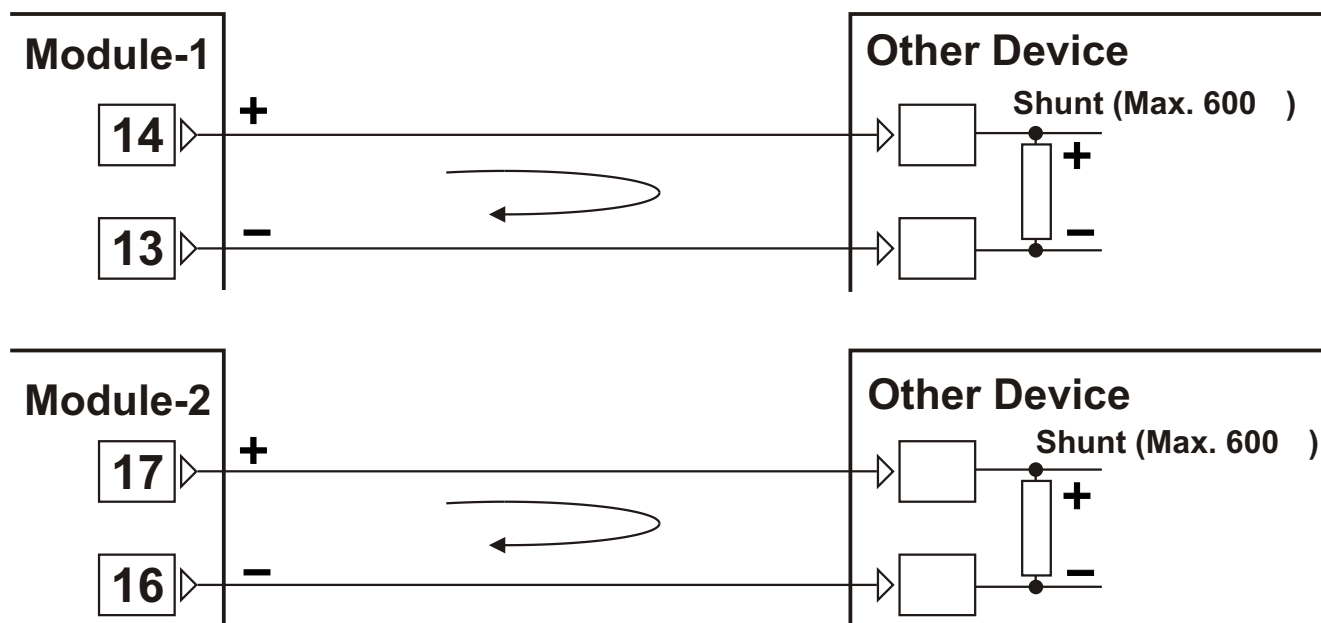 Module-1
Other Device
Shunt (Max. 600 )
14
+
+
13
−
−
Module-2
Other Device
Shunt (Max. 600 )
17
+
+
16
−
−